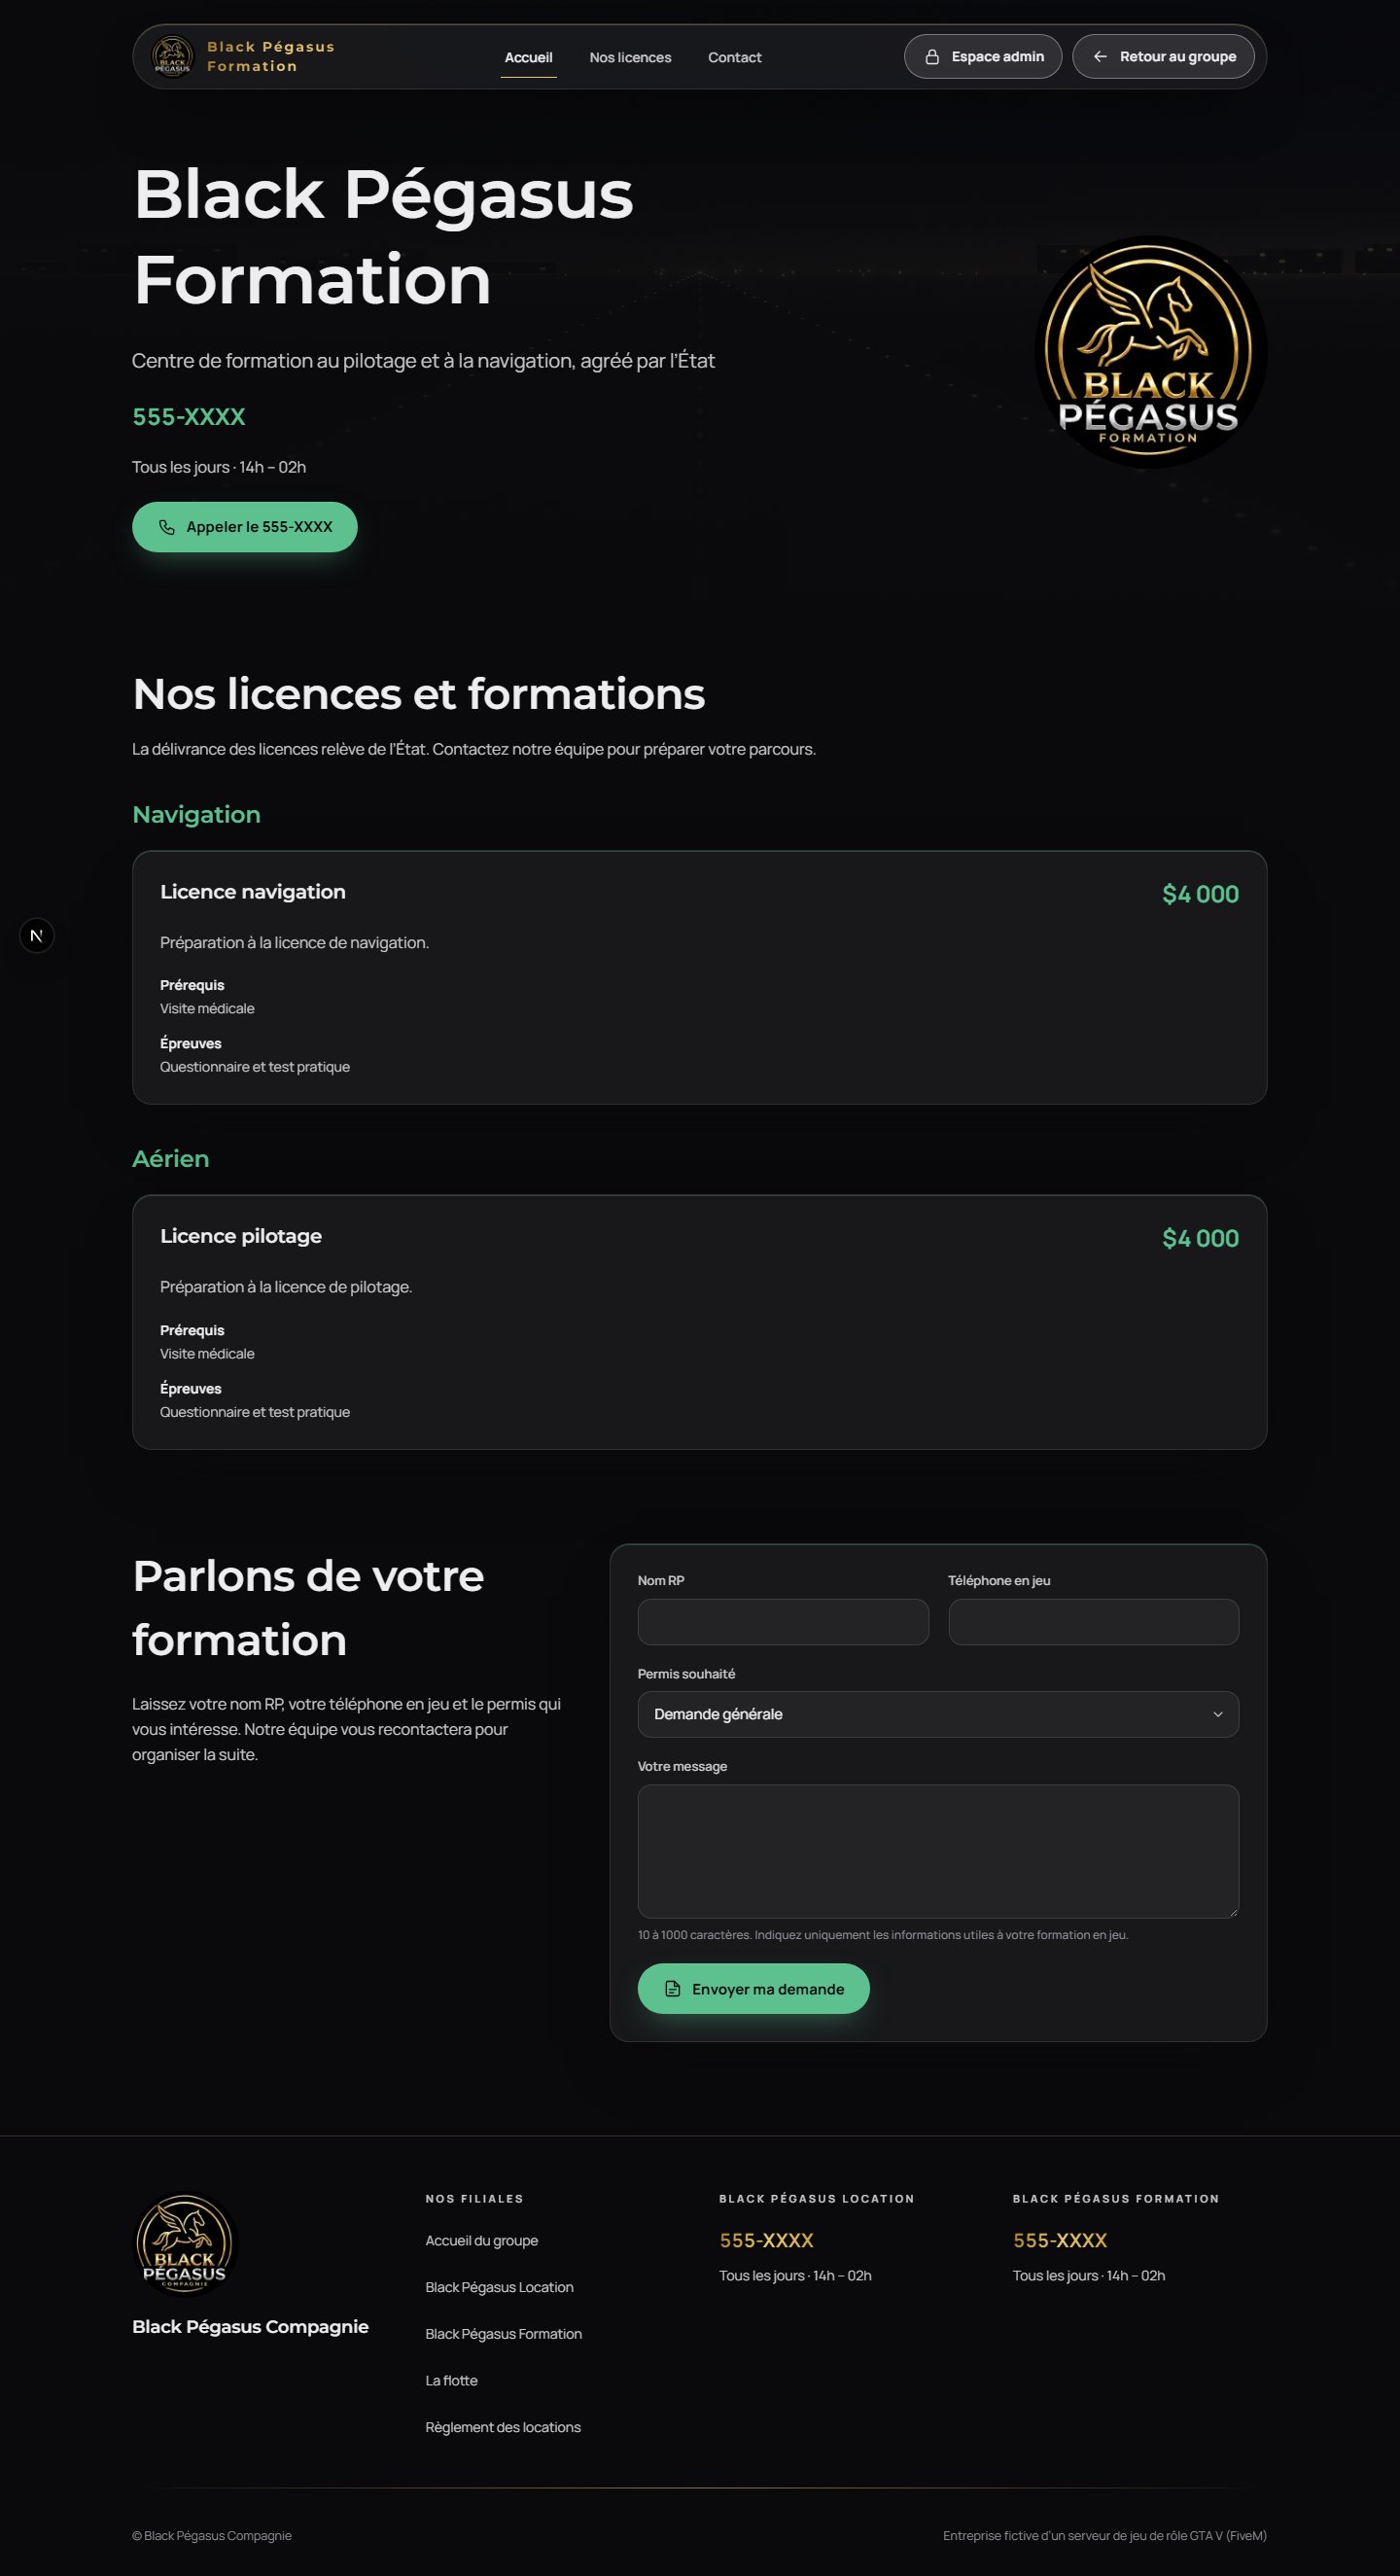 BLACK
PÉGASUS
Black Pégasus
Formation
Accueil
Nos licences
Contact
Espace admin
Retour au groupe
Black Pégasus
Formation
Centre de formation au pilotage et à la navigation, agréé par l'État
555-XXXX
Tous les jours · 14h – 02h
Appeler le 555-XXXX
BLACK
PÉGASUS
FORMATION
Nos licences et formations
La délivrance des licences relève de l'État. Contactez notre équipe pour préparer votre parcours.
Navigation
Licence navigation
$4 000
Préparation à la licence de navigation.
Prérequis
Visite médicale
Épreuves
Questionnaire et test pratique
N
Aérien
Licence pilotage
$4 000
Préparation à la licence de pilotage.
Prérequis
Visite médicale
Épreuves
Questionnaire et test pratique
Parlons de votre
formation
Laissez votre nom RP, votre téléphone en jeu et le permis qui
vous intéresse. Notre équipe vous recontactera pour
organiser la suite.
Nom RP
Téléphone en jeu
Permis souhaité
Demande générale
Votre message
10 à 1000 caractères. Indiquez uniquement les informations utiles à votre formation en jeu.
Envoyer ma demande
BLACK
PÉGASUS
COMPAGNIE
Black Pégasus Compagnie
NOS FILIALES
Accueil du groupe
Black Pégasus Location
Black Pégasus Formation
La flotte
Règlement des locations
BLACK PÉGASUS LOCATION
555-XXXX
Tous les jours · 14h – 02h
BLACK PÉGASUS FORMATION
555-XXXX
Tous les jours · 14h – 02h
© Black Pégasus Compagnie
Entreprise fictive d'un serveur de jeu de rôle GTA V (FiveM)